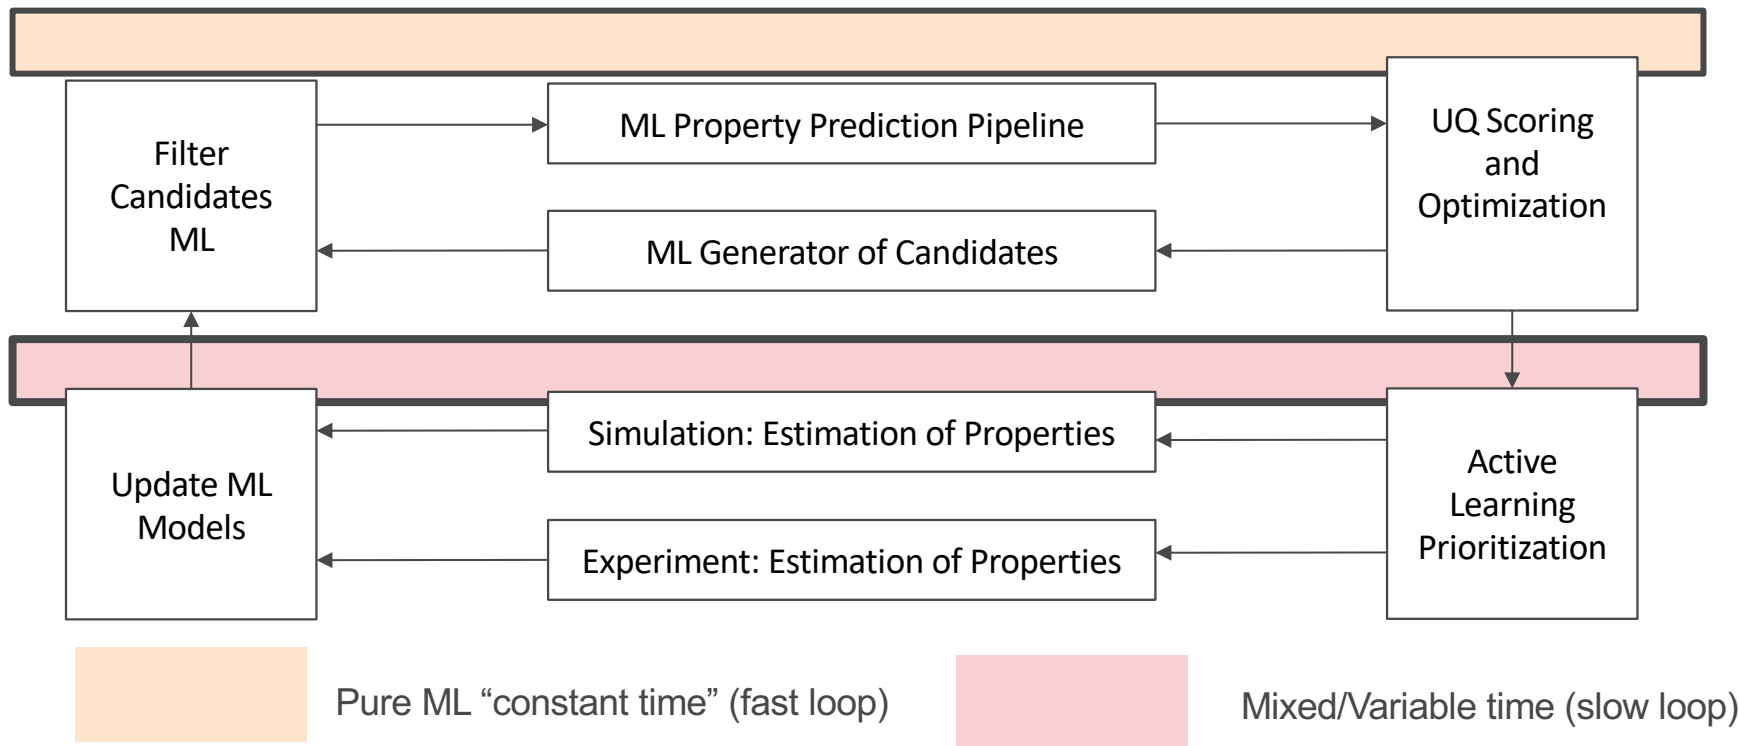 Filter
Candidates
ML
ML Property Prediction Pipeline
ML Generator of Candidates
UQ Scoring
and
Optimization
Update ML
Models
Simulation: Estimation of Properties
Experiment: Estimation of Properties
Active
Learning
Prioritization
Pure ML “constant time” (fast loop)
Mixed/Variable time (slow loop)